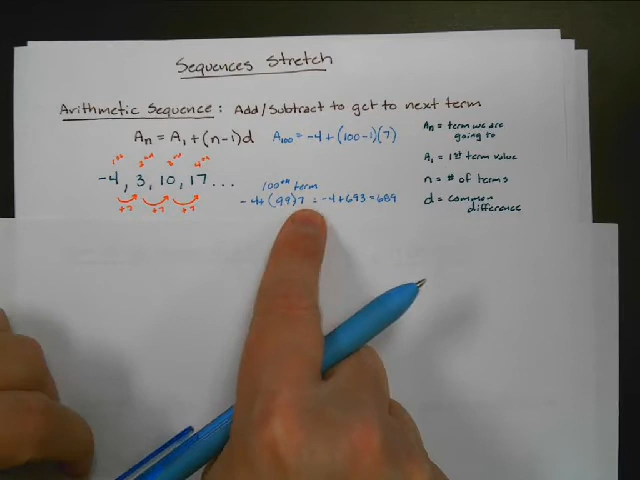 Sequences Stretch
Arithmetic Sequence: Add/Subtract to get to next term
An = A1 + (n-1)d
A100 = -4 + (100-1)(7)
1st 2nd 3rd 4th
-4, 3, 10, 17...
+7 +7 +7
100th term
-4+(99)7 = -4+693 = 689
An = term we are
going to
A1 = 1st term value
n = # of terms
d = common
difference